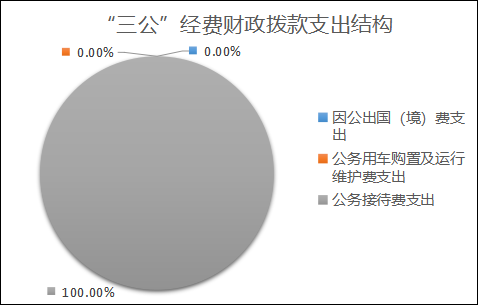 “三公”经费财政拨款支出结构
0.00%
0.00%
因公出国（境）费支
出
公务用车购置及运行
维护费支出
公务接待费支出
100.00%